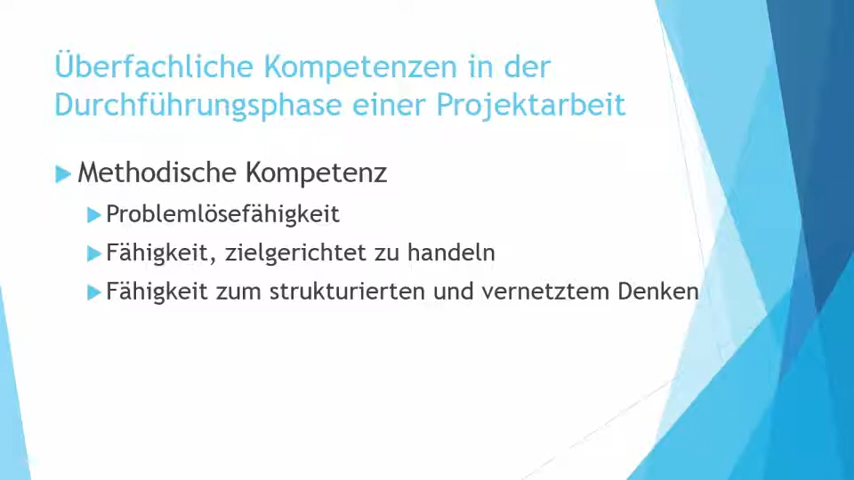 Überfachliche Kompetenzen in der
Durchführungsphase einer Projektarbeit
Methodische Kompetenz
Problemlösefähigkeit
Fähigkeit, zielgerichtet zu handeln
Fähigkeit zum strukturierten und vernetztem Denken